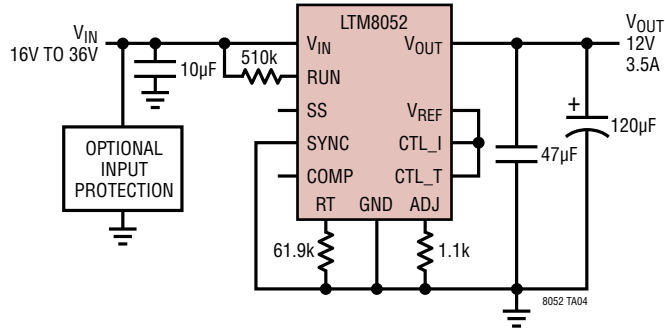 LTM8052
V_IN
16V TO 36V
510k
10µF
OPTIONAL
INPUT
PROTECTION
V_IN
RUN
SS
SYNC
COMP
V_OUT
V_REF
CTL_I
CTL_T
RT GND ADJ
61.9k
1.1k
V_OUT
12V
3.5A
+
120µF
47µF
8052 TA04